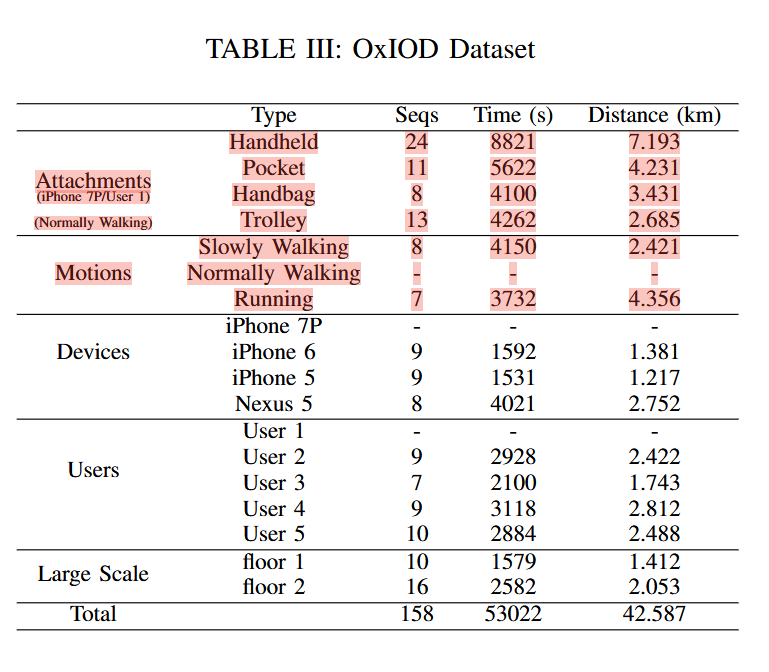 TABLE III: OxIOD Dataset
Type Seqs Time (s) Distance (km)
Handheld 24 8821 7.193
Pocket 11 5622 4.231
Attachments
(iPhone 7P/User 1) Handbag 8 4100 3.431
(Normally Walking) Trolley 13 4262 2.685
Slowly Walking 8 4150 2.421
Motions Normally Walking - - -
Running 7 3732 4.356
iPhone 7P - - -
Devices iPhone 6 9 1592 1.381
iPhone 5 9 1531 1.217
Nexus 5 8 4021 2.752
User 1 - - -
User 2 9 2928 2.422
Users
User 3 7 2100 1.743
User 4 9 3118 2.812
User 5 10 2884 2.488
floor 1 10 1579 1.412
Large Scale
floor 2 16 2582 2.053
Total 158 53022 42.587